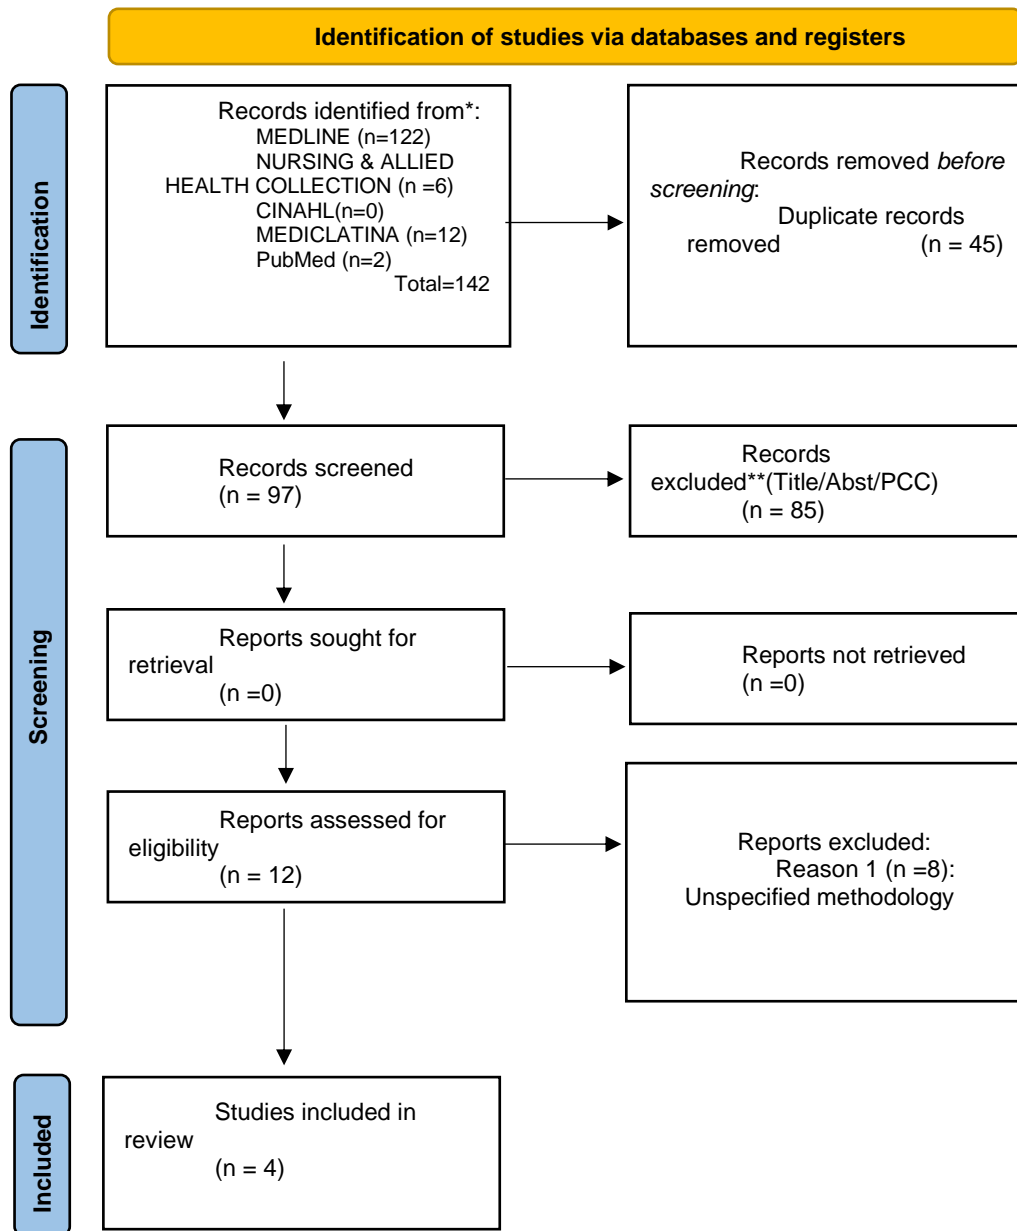 Identification of studies via databases and registers
Identification
Records identified from*:
MEDLINE (n=122)
NURSING & ALLIED
HEALTH COLLECTION (n =6)
CINAHL(n=0)
MEDICLATINA (n=12)
PubMed (n=2)
Total=142
Records removed before
screening:
Duplicate records
removed (n = 45)
Screening
Records screened
(n = 97)
Records
excluded**(Title/Abst/PCC)
(n = 85)
Reports sought for
retrieval
(n =0)
Reports not retrieved
(n =0)
Reports assessed for
eligibility
(n = 12)
Reports excluded:
Reason 1 (n =8):
Unspecified methodology
Included
Studies included in
review
(n = 4)